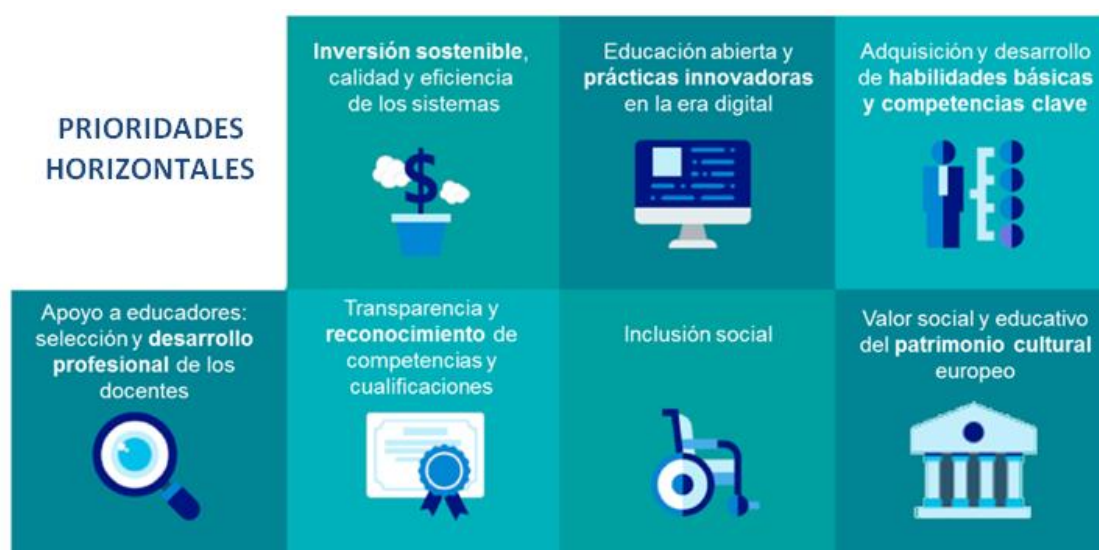 PRIORIDADES
HORIZONTALES
Inversión sostenible,
calidad y eficiencia
de los sistemas
Educación abierta y
prácticas innovadoras
en la era digital
Adquisición y desarrollo
de habilidades básicas
y competencias clave
Apoyo a educadores:
selección y desarrollo
profesional de los
docentes
Transparencia y
reconocimiento de
competencias y
cualificaciones
Inclusión social
Valor social y educativo
del patrimonio cultural
europeo